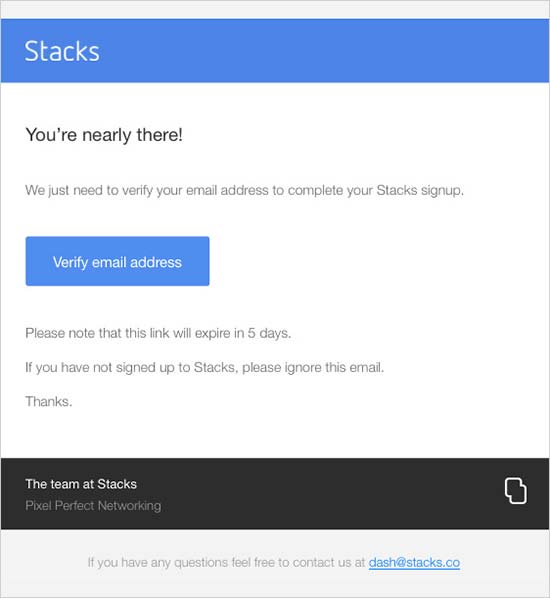 Stacks
You’re nearly there!
We just need to verify your email address to complete your Stacks signup.
Verify email address
Please note that this link will expire in 5 days.
If you have not signed up to Stacks, please ignore this email.
Thanks.
The team at Stacks
Pixel Perfect Networking
If you have any questions feel free to contact us at dash@stacks.co